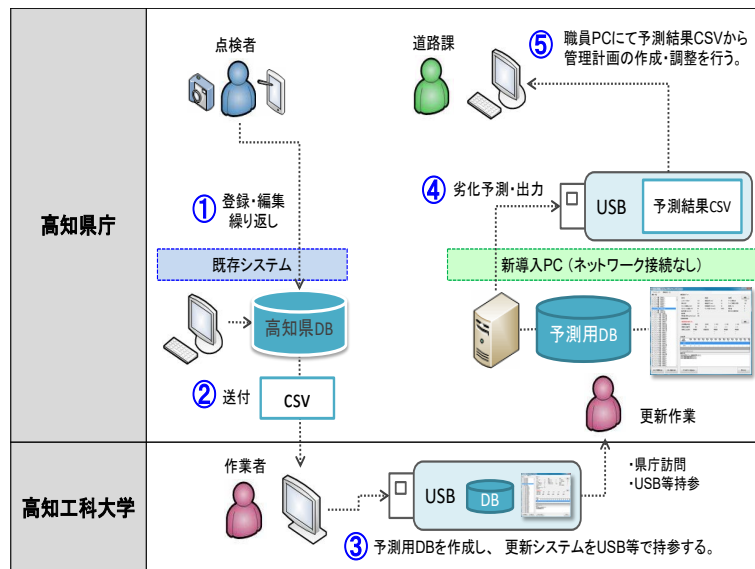 高知県庁
点検者
道路課
⑤ 職員PCにて予測結果CSVから
管理計画の作成・調整を行う。
① 登録・編集
繰り返し
④ 劣化予測・出力
USB
予測結果CSV
既存システム
新導入PC（ネットワーク接続なし）
高知県DB
予測用DB
② 送付
CSV
更新作業
高知工科大学
作業者
USB
DB
・県庁訪問
・USB等持参
③ 予測用DBを作成し、 更新システムをUSB等で持参する。